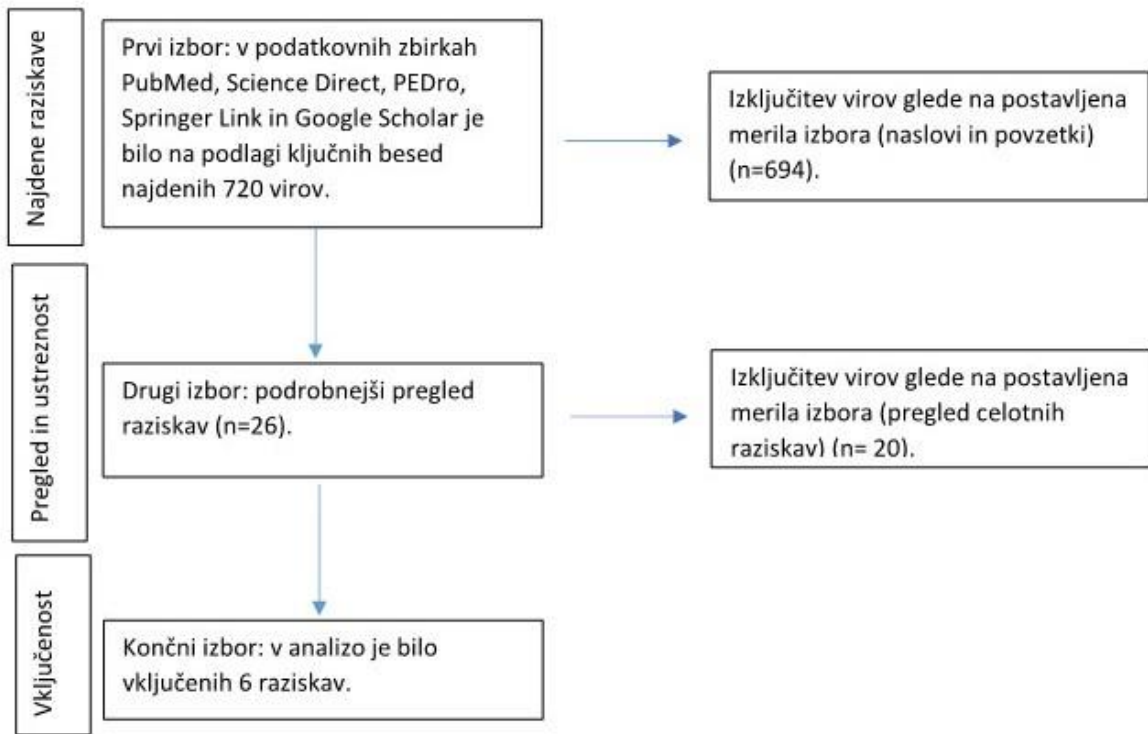 Najdene raziskave
Prvi izbor: v podatkovnih zbirkah
PubMed, Science Direct, PEDro,
Springer Link in Google Scholar je
bilo na podlagi ključnih besed
najdenih 720 virov.
Izključitev virov glede na postavljena
merila izbora (naslovi in povzetki)
(n=694).
Pregled in ustreznost
Drugi izbor: podrobnejši pregled
raziskav (n=26).
Izključitev virov glede na postavljena
merila izbora (pregled celotnih
raziskav) (n= 20).
Vključenost
Končni izbor: v analizo je bilo
vključenih 6 raziskav.